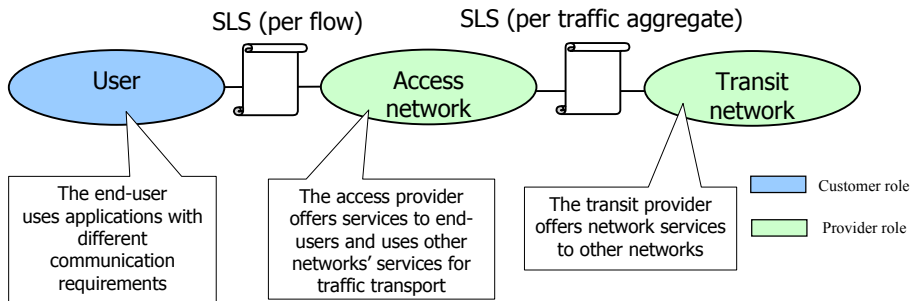 SLS (per flow)
SLS (per traffic aggregate)
User
Access
network
Transit
network
The end-user
uses applications with
different
communication
requirements
The access provider
offers services to end-
users and uses other
networks’ services for
traffic transport
The transit provider
offers network services
to other networks
Customer role
Provider role